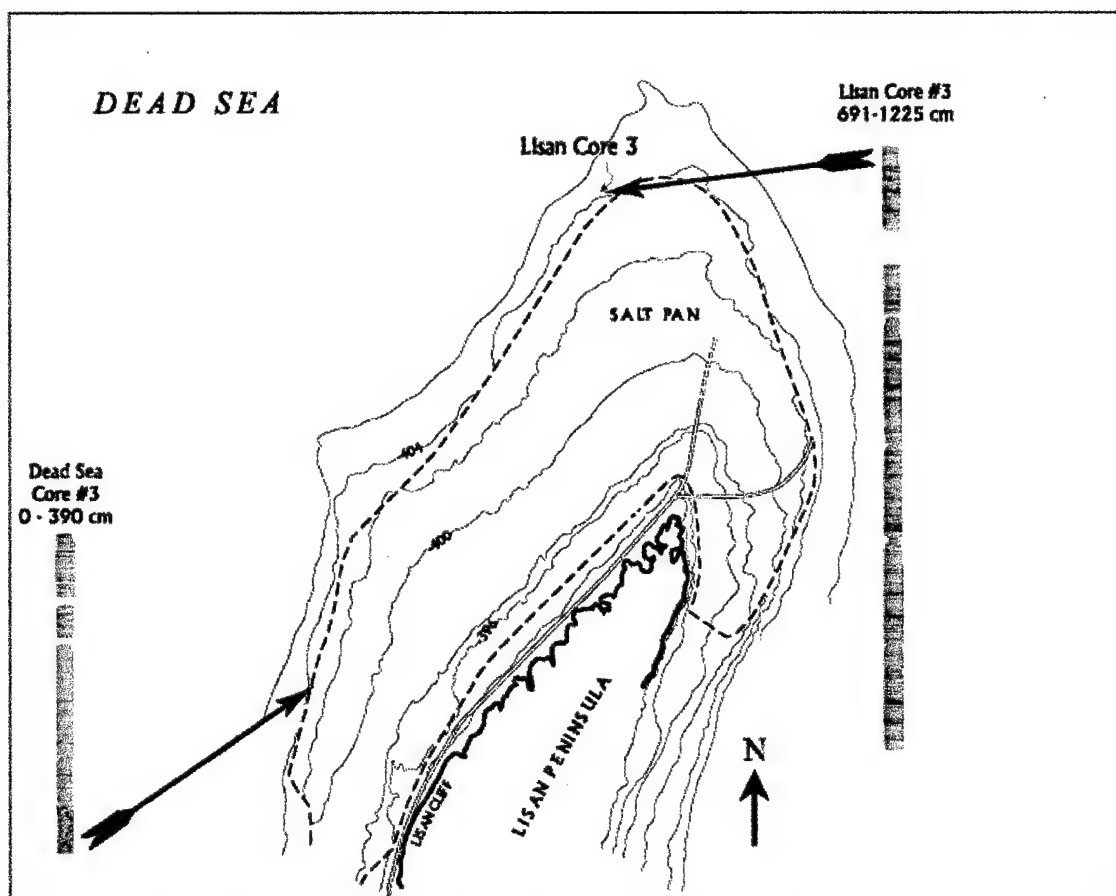 DEAD SEA
Lisan Core #3
691-1225 cm
Lisan Core 3
SALT PAN
404
Dead Sea
Core #3
0 - 390 cm
400
396
LISAN PENINSULA
N
LISAN CLIFF